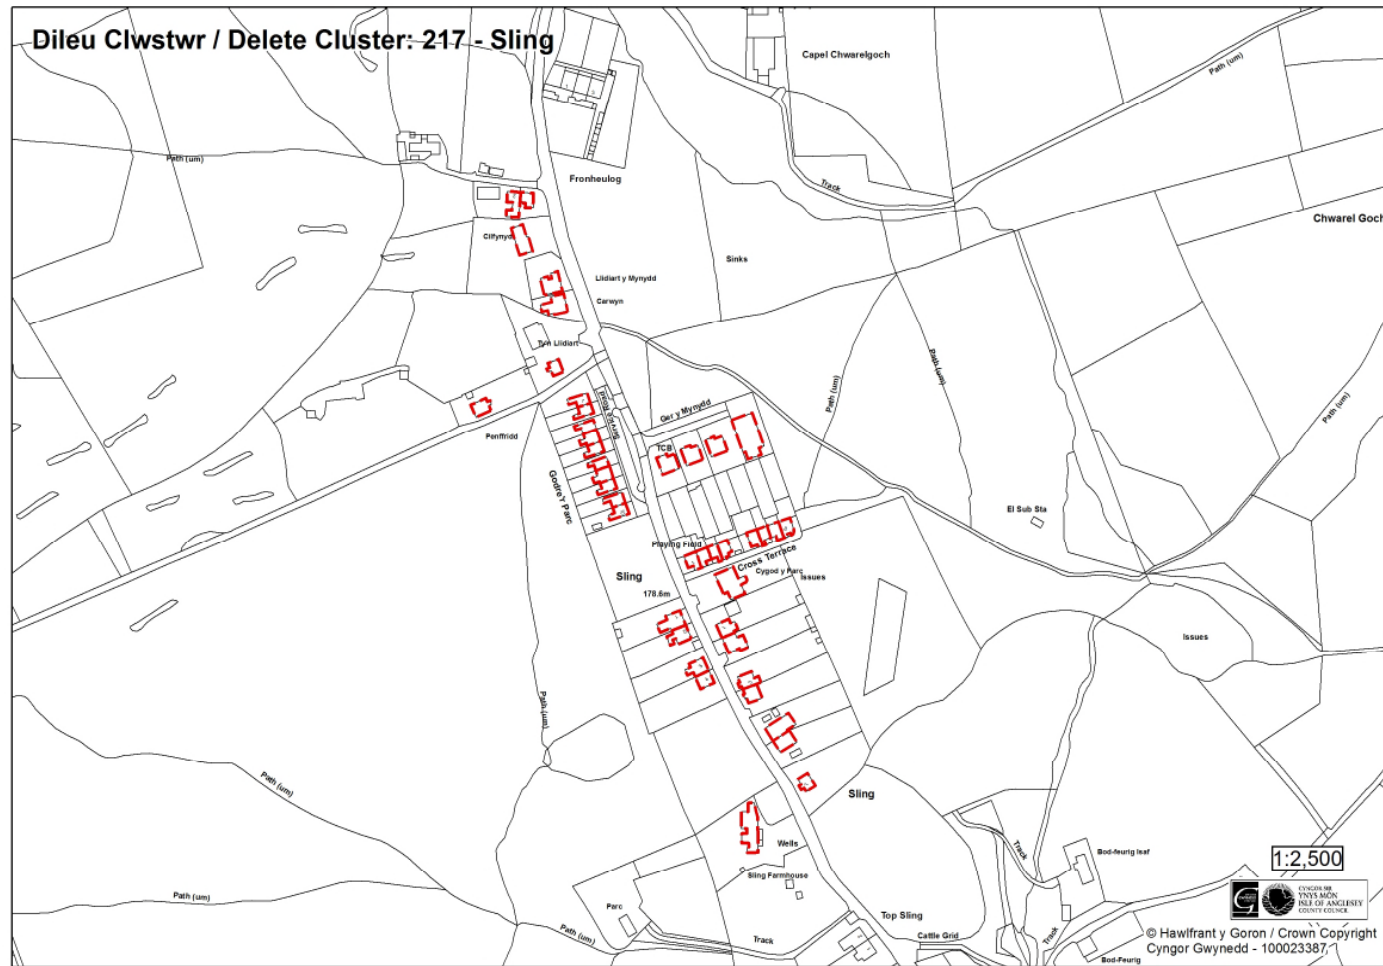 Dileu Clwstwr / Delete Cluster: 217 - Sling
Capel Chwarelgoch
Path (um)
Path (um)
Fronheulog
Track
Chwarel Goch
Cilfynydd
Sinks
Llidiart y Mynydd
Carwyn
Tyn Llidiart
Path (um)
Path (um)
Path (um)
Service Road
Ger y Mynydd
Penffridd
TCB
Godre'r Parc
El Sub Sta
Playing Field
Cross Terrace
Sling
Cygod y Parc
Issues
178.6m
Issues
Path (um)
Path (um)
Sling
Wells
Track
Bod-feurig Isaf
1:2,500
Sling Farmhouse
Path (um)
Parc
Top Sling
CYNGOR SIR
YNYS MÔN
ISLE OF ANGLESEY
COUNTY COUNCIL
Path (um)
Track
Cattle Grid
Track
© Hawlfraint y Goron / Crown Copyright
Cyngor Gwynedd - 100023387
Bod-Feurig